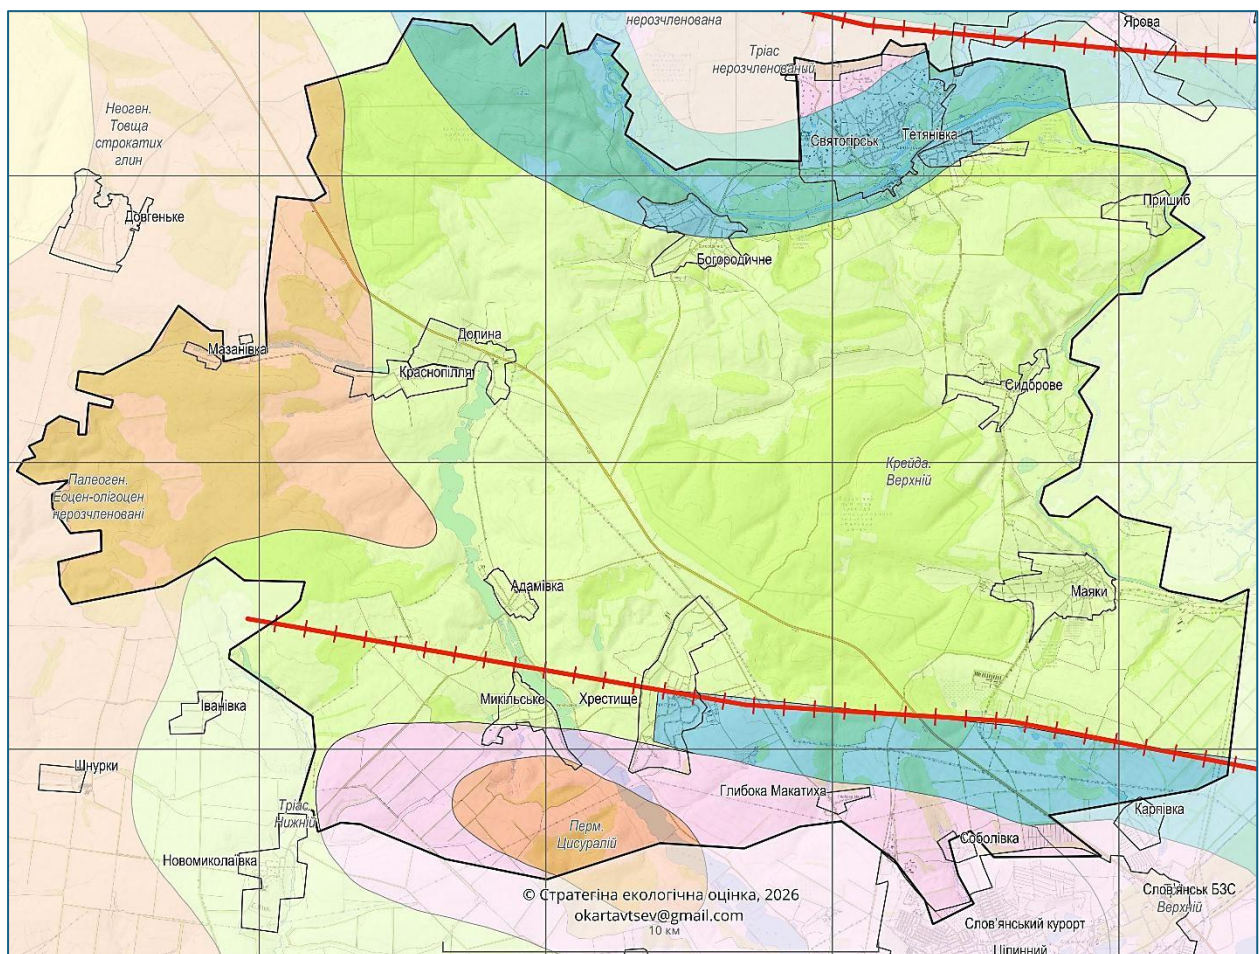 нерозчленована
Ярова
Тріас
нерозчленований
Неоген.
Товща
строкатих
глин
Святогірськ
Тетянівка
Довгеньке
Пришиб
Богородичне
Долина
Мазанівка
Краснопілля
Сидорове
Крейда.
Верхній
Палеоген.
Еоцен-олігоцен
нерозчленовані
Адамівка
Маяки
Микільське
Хрестище
Іванівка
Шнурки
Глибока Макатиха
Тріас.
Нижній
Карпівка
Перм.
Цисуралій
Соболівка
Новомиколаївка
© Стратегіна екологічна оцінка, 2026
okartavtsev@gmail.com
10 км
Слов'янськ БЗС
Верхній
Слов'янський курорт
Цілинний